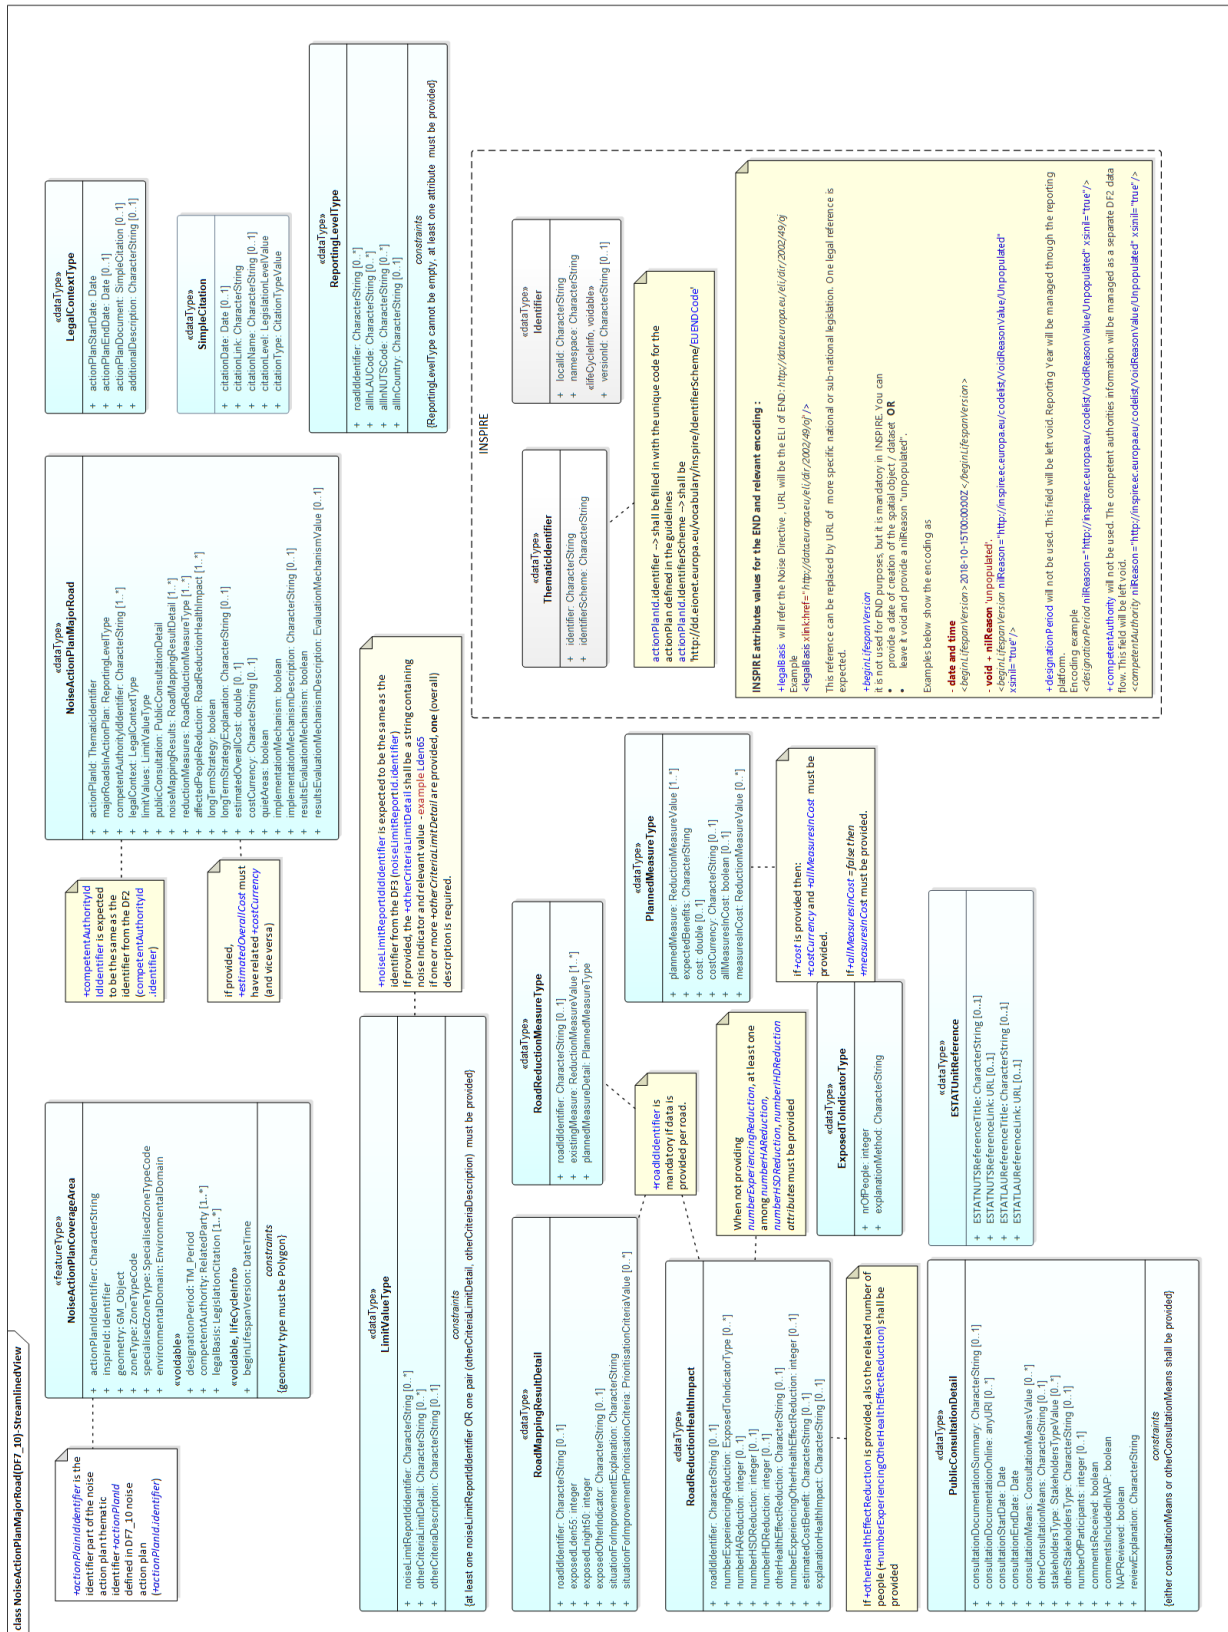 class NoiseActionPlanMajorRoad(DF7_10)-StreamlinedView
+actionPlainIdIdentifier is the
identifier part of the noise
action plan thematic
identifier +actionPlanId
defined in DF7_10 noise
action plan
(+actionPlanId.identifier)
«featureType»
NoiseActionPlanCoverageArea
+ actionPlanIdIdentifier: CharacterString
+ inspireId: Identifier
+ geometry: GM_Object
+ zoneType: ZoneTypeCode
+ specialisedZoneType: SpecialisedZoneTypeCode
+ environmentalDomain: EnvironmentalDomain
«voidable»
+ designationPeriod: TM_Period
+ competentAuthority: RelatedParty [1..*]
+ legalBasis: LegislationCitation [1..*]
«voidable, lifeCycleInfo»
+ beginLifespanVersion: DateTime
constraints
{geometry type must be Polygon}
+competentAuthorityId
IdIdentifier is expected
to be the same as the
identifier from the DF2
(competentAuthorityId
.identifier)
if provided,
+estimatedOverallCost must
have related +costCurrency
(and viceversa)
«dataType»
NoiseActionPlanMajorRoad
+ actionPlanId: ThematicIdentifier
+ majorRoadsInActionPlan: ReportingLevelType
+ competentAuthorityIdIdentifier: CharacterString [1..*]
+ legalContext: LegalContextType
+ limitValues: LimitValueType
+ publicConsultation: PublicConsultationDetail
+ noiseMappingResults: RoadMappingResultDetail [1..*]
+ reductionMeasures: RoadReductionMeasureType [1..*]
+ affectedPeopleReduction: RoadReductionHealthImpact [1..*]
+ longTermStrategy: boolean
+ longTermStrategyExplanation: CharacterString [0..1]
+ estimatedOverallCost: double [0..1]
+ costCurrency: CharacterString [0..1]
+ quietAreas: boolean
+ implementationMechanism: boolean
+ implementationMechanismDescription: CharacterString [0..1]
+ resultsEvaluationMechanism: boolean
+ resultsEvaluationMechanismDescription: EvaluationMechanismValue [0..1]
«dataType»
LegalContextType
+ actionPlanStartDate: Date
+ actionPlanEndDate: Date [0..1]
+ actionPlanDocument: SimpleCitation [0..1]
+ additionalDescription: CharacterString [0..1]
«dataType»
SimpleCitation
+ citationDate: Date [0..1]
+ citationLink: CharacterString
+ citationName: CharacterString [0..1]
+ citationLevel: LegislationLevelValue
+ citationType: CitationTypeValue
«dataType»
ReportingLevelType
+ roadIdIdentifier: CharacterString [0..*]
+ allInLAUCode: CharacterString [0..*]
+ allInNUTSCode: CharacterString [0..*]
+ allInCountry: CharacterString [0..1]
constraints
{ReportingLevelType cannot be empty, at least one attribute must be provided}
«dataType»
LimitValueType
+ noiseLimitReportIdIdentifier: CharacterString [0..*]
+ otherCriteriaLimitDetail: CharacterString [0..*]
+ otherCriteriaDescription: CharacterString [0..1]
constraints
{at least one noiseLimitReportIdIdentifier OR one pair (otherCriteriaLimitDetail, otherCriteriaDescription) must be provided}
+noiseLimitReportIdIdentifier is expected to be the same as the
identifier from the DF3 (noiseLimitReportId.identifier)
If provided, the +otherCriteriaLimitDetail shall be a string containing
noise Indicator and relevant value - example Lden65
if one or more +otherCriteriaLimitDetail are provided, one (overall)
description is required.
«dataType»
RoadMappingResultDetail
+ roadIdIdentifier: CharacterString [0..1]
+ exposedLden55: integer
+ exposedLnight50: integer
+ exposedOtherIndicator: CharacterString [0..1]
+ situationForImprovementExplanation: CharacterString
+ situationForImprovementPrioritisationCriteria: PrioritisationCriteriaValue [0..*]
«dataType»
RoadReductionMeasureType
+ roadIdIdentifier: CharacterString [0..1]
+ existingMeasure: ReductionMeasureValue [1..*]
+ plannedMeasureDetail: PlannedMeasureType
+roadIdIdentifier is
mandatory if data is
provided per road.
«dataType»
PlannedMeasureType
+ plannedMeasure: ReductionMeasureValue [1..*]
+ expectedBenefits: CharacterString
+ cost: double [0..1]
+ costCurrency: CharacterString [0..1]
+ allMeasuresInCost: boolean [0..1]
+ measuresInCost: ReductionMeasureValue [0..*]
if +cost is provided then:
+costCurrency and +allMeasuresInCost must be
provided.
If +allMeasuresInCost =false then
+measuresInCost must be provided.
«dataType»
RoadReductionHealthImpact
+ roadIdIdentifier: CharacterString [0..1]
+ numberExperiencingReduction: ExposedToIndicatorType [0..*]
+ numberHAReduction: integer [0..1]
+ numberHSDReduction: integer [0..1]
+ numberIHDReduction: integer [0..1]
+ otherHealthEffectReduction: CharacterString [0..1]
+ numberExperiencingOtherHealthEffectReduction: integer [0..1]
+ estimatedCostBenefit: CharacterString [0..1]
+ explanationHealthImpact: CharacterString [0..1]
When not providing
numberExperiencingReduction, at least one
among numberHAReduction,
numberHSDReduction, numberIHDReduction
attributes must be provided
«dataType»
ExposedToIndicatorType
+ nrOfPeople: integer
+ explanationMethod: CharacterString
If +otherHealthEffectReduction is provided, also the related number of
people (+numberExperiencingOtherHealthEffectReduction) shall be
provided
«dataType»
PublicConsultationDetail
+ consultationDocumentationSummary: CharacterString [0..1]
+ consultationDocumentationOnline: anyURI [0..*]
+ consultationStartDate: Date
+ consultationEndDate: Date
+ consultationMeans: ConsultationMeansValue [0..*]
+ otherConsultationMeans: CharacterString [0..1]
+ stakeholdersType: StakeholdersTypeValue [0..*]
+ otherStakeholdersType: CharacterString [0..1]
+ numberOfParticipants: integer [0..1]
+ commentsReceived: boolean
+ commentsIncludedInNAP: boolean
+ NAPReviewed: boolean
+ reviewExplanation: CharacterString
constraints
{either consultationMeans or otherConsultationMeans shall be provided}
«dataType»
ESTATUnitReference
+ ESTATNUTSReferenceTitle: CharacterString [0..1]
+ ESTATNUTSReferenceLink: URL [0..1]
+ ESTATLAUReferenceTitle: CharacterString [0..1]
+ ESTATLAUReferenceLink: URL [0..1]
INSPIRE
«dataType»
ThematicIdentifier
+ identifier: CharacterString
+ identifierScheme: CharacterString
«dataType»
Identifier
+ localId: CharacterString
+ namespace: CharacterString
«lifeCycleInfo, voidable»
+ versionId: CharacterString [0..1]
actionPlanId.identifier --> shall be filled in with the unique code for the
actionPlan defined in the guidelines
actionPlanId.IdentifierScheme --> shall be
'http://dd.eionet.europa.eu/vocabulary/inspire/IdentifierScheme/EUENDCode'
INSPIRE attributes values for the END and relevant encoding :
+legalBasis will refer the Noise Directive , URL will be the ELI of END: http://data.europa.eu/eli/dir/2002/49/oj
Example
<legalBasis xlink:href="http://data.europa.eu/eli/dir/2002/49/oj"/>
This reference can be replaced by URL of more specific national or sub-national legislation. One legal reference is
expected.
+beginLifespanVersion
it is not used for END purposes, but it is mandatory in INSPIRE. You can
• provide a date of creation of the spatial object / dataset OR
• leave it void and provide a nilReason "unpopulated".
Examples below show the encoding as
- date and time
<beginLifespanVersion>2018-10-15T00:00:00Z</beginLifespanVersion>
- void + nilReason unpopulated'.
<beginLifespanVersion nilReason="http://inspire.ec.europa.eu/codelist/VoidReasonValue/Unpopulated"
xsi:nil="true"/>
+designationPeriod will not be used. This field will be left void. Reporting Year will be managed through the reporting
platform.
Encoding example
<designationPeriod nilReason="http://inspire.ec.europa.eu/codelist/VoidReasonValue/Unpopulated" xsi:nil="true"/>
+competentAuthority will not be used. The competent authorities information will be managed as a separate DF2 data
flow. This field will be left void.
<competentAuthority nilReason="http://inspire.ec.europa.eu/codelist/VoidReasonValue/Unpopulated" xsi:nil="true"/>